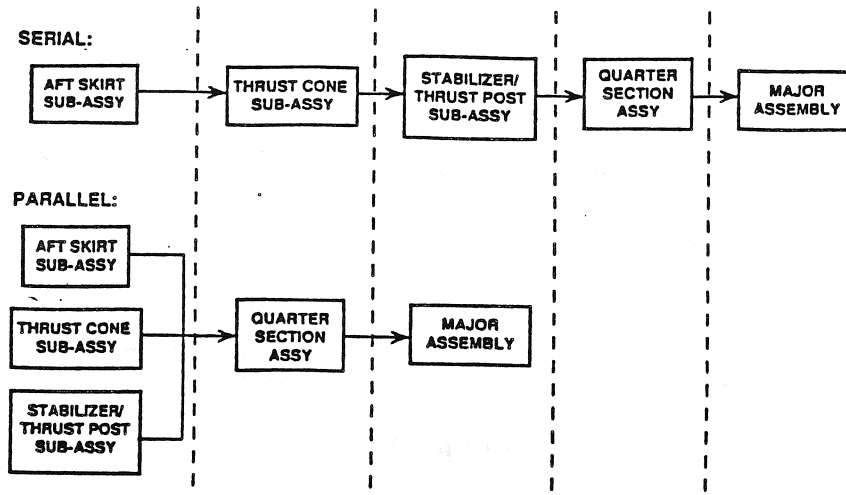 SERIAL:
AFT SKIRT
SUB-ASSY
THRUST CONE
SUB-ASSY
STABILIZER/
THRUST POST
SUB-ASSY
QUARTER
SECTION
ASSY
MAJOR
ASSEMBLY
PARALLEL:
AFT SKIRT
SUB-ASSY
THRUST CONE
SUB-ASSY
STABILIZER/
THRUST POST
SUB-ASSY
QUARTER
SECTION
ASSY
MAJOR
ASSEMBLY